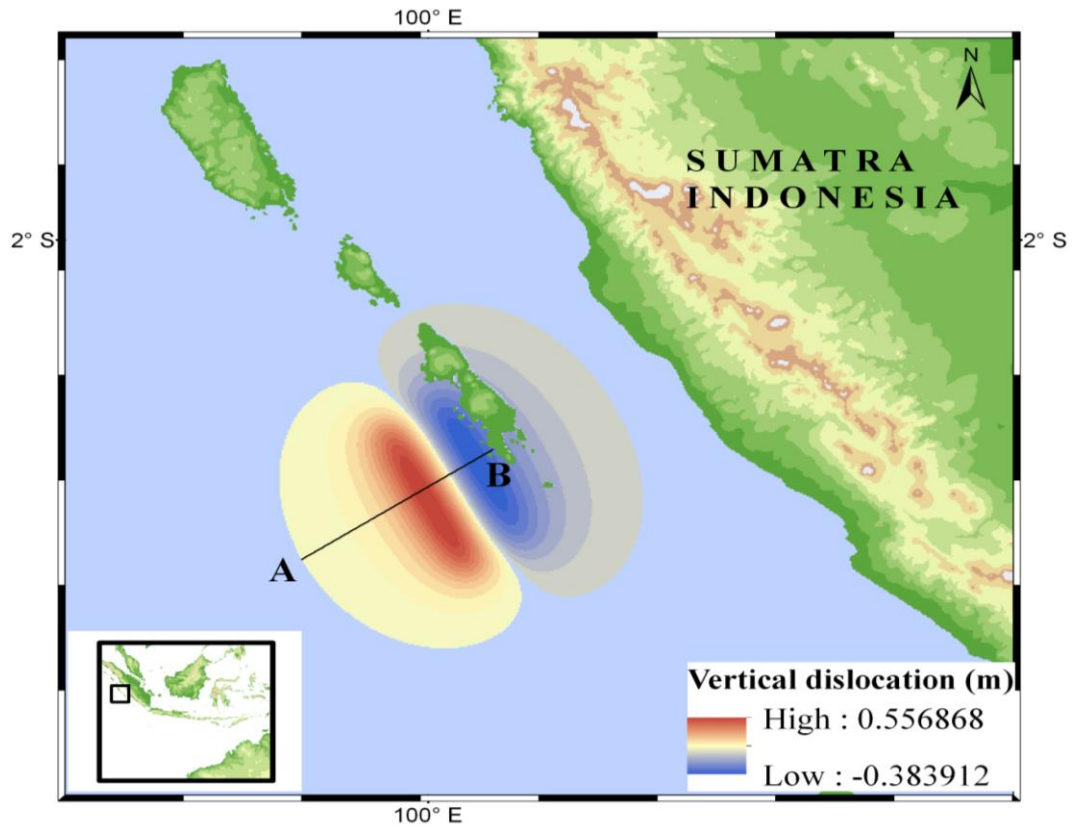 100° E
N
SUMATRA
INDONESIA
2° S
2° S
B
A
Vertical dislocation (m)
High : 0.556868
Low : -0.383912
100° E